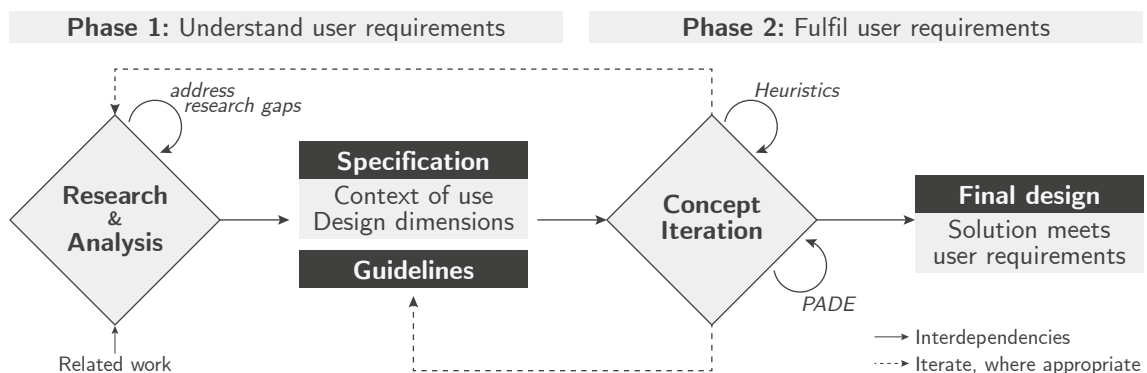 Phase 1: Understand user requirements
Phase 2: Fulfil user requirements
address
research gaps
Heuristics
Research
&
Analysis
Specification
Context of use
Design dimensions
Guidelines
Concept
Iteration
Final design
Solution meets
user requirements
PADE
Related work
Interdependencies
Iterate, where appropriate